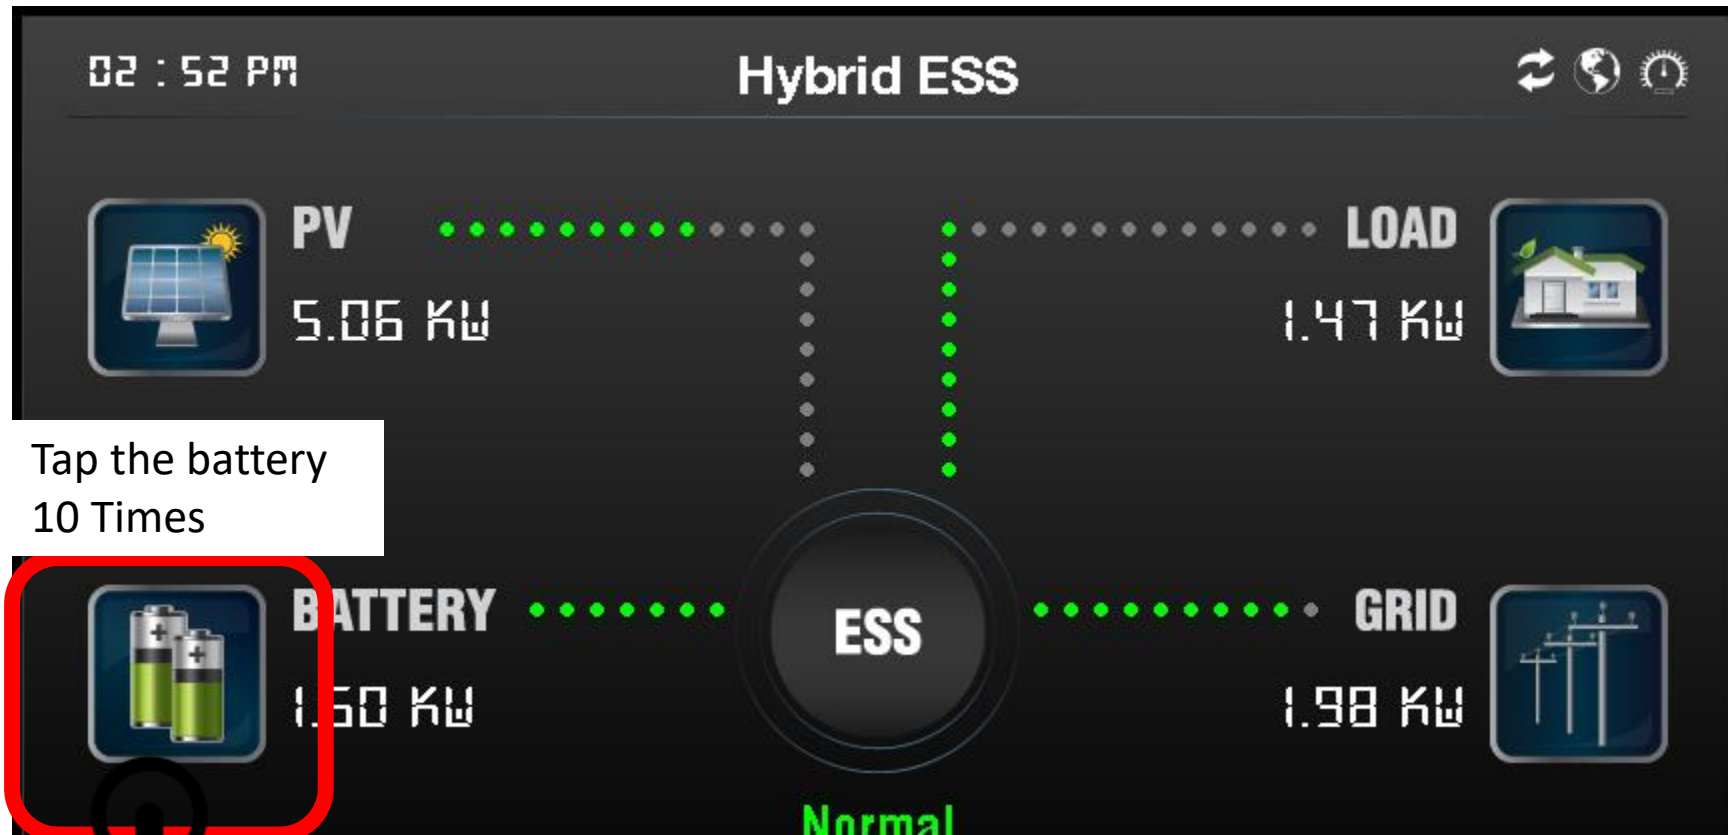 02 : 52 PM
Hybrid ESS
PV
5.06 KW
LOAD
1.47 KW
Tap the battery
10 Times
BATTERY
1.60 KW
ESS
GRID
1.98 KW
Normal